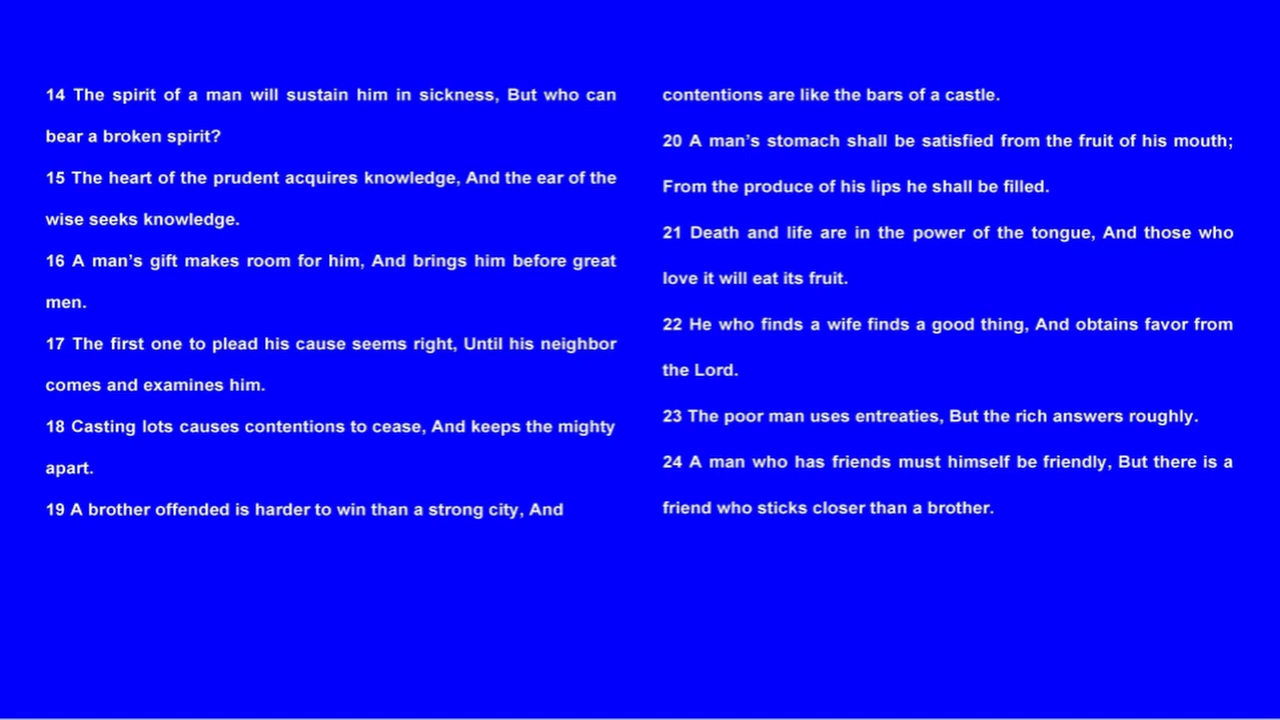 14 The spirit of a man will sustain him in sickness, But who can
bear a broken spirit?
15 The heart of the prudent acquires knowledge, And the ear of the
wise seeks knowledge.
16 A man’s gift makes room for him, And brings him before great
men.
17 The first one to plead his cause seems right, Until his neighbor
comes and examines him.
18 Casting lots causes contentions to cease, And keeps the mighty
apart.
19 A brother offended is harder to win than a strong city, And
contentions are like the bars of a castle.
20 A man’s stomach shall be satisfied from the fruit of his mouth;
From the produce of his lips he shall be filled.
21 Death and life are in the power of the tongue, And those who
love it will eat its fruit.
22 He who finds a wife finds a good thing, And obtains favor from
the Lord.
23 The poor man uses entreaties, But the rich answers roughly.
24 A man who has friends must himself be friendly, But there is a
friend who sticks closer than a brother.